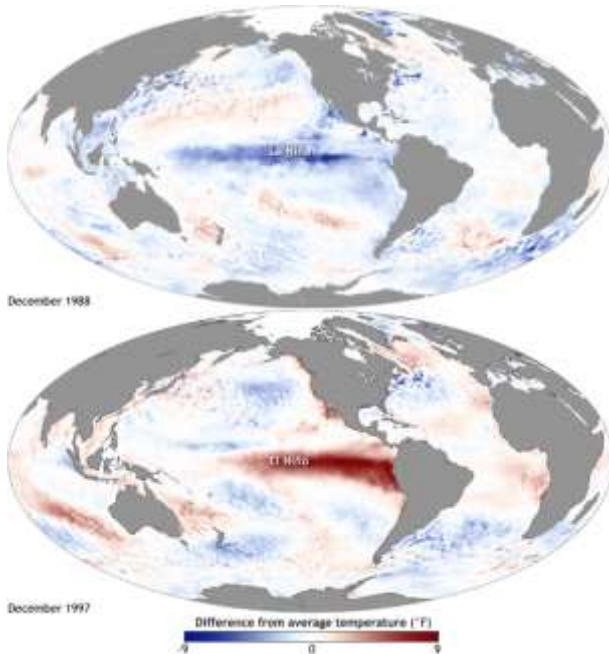 La Niña
December 1988
El Niño
December 1997
Difference from average temperature (°F)
-9 0 9